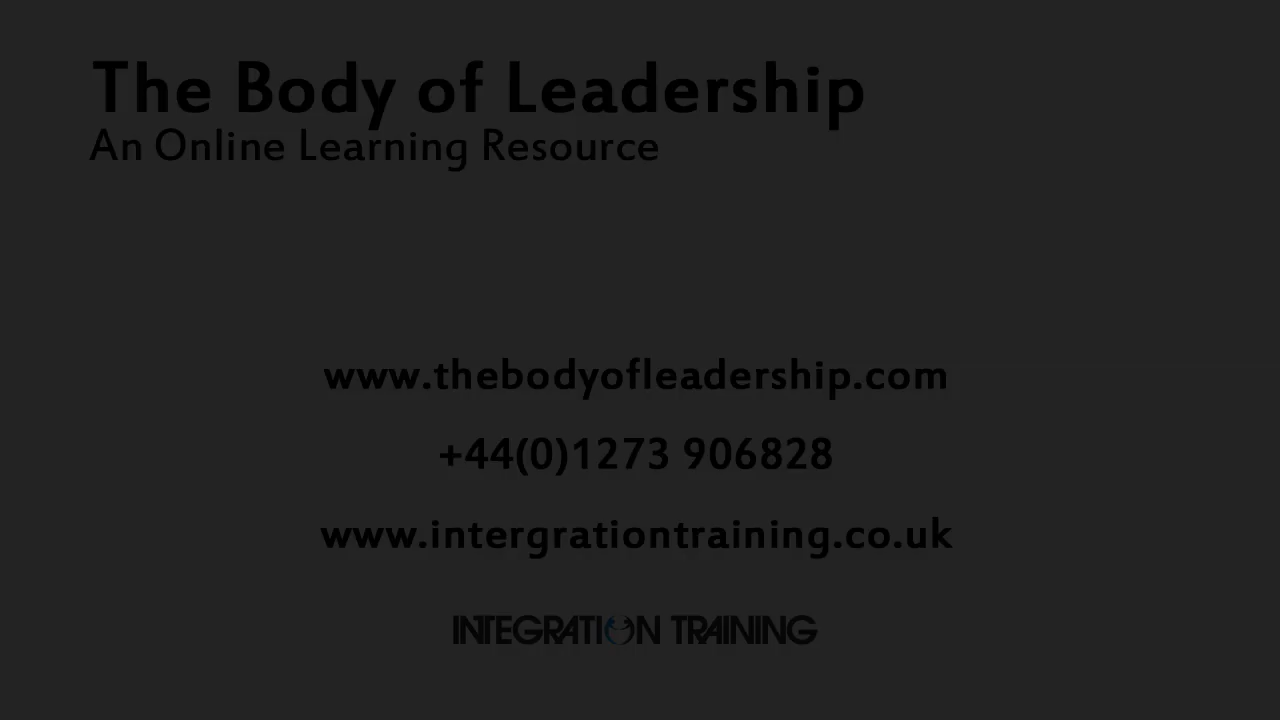 The Body of Leadership
An Online Learning Resource
www.thebodyofleadership.com
+44(0)1273 906828
www.intergrationtraining.co.uk
INTEGRATION TRAINING